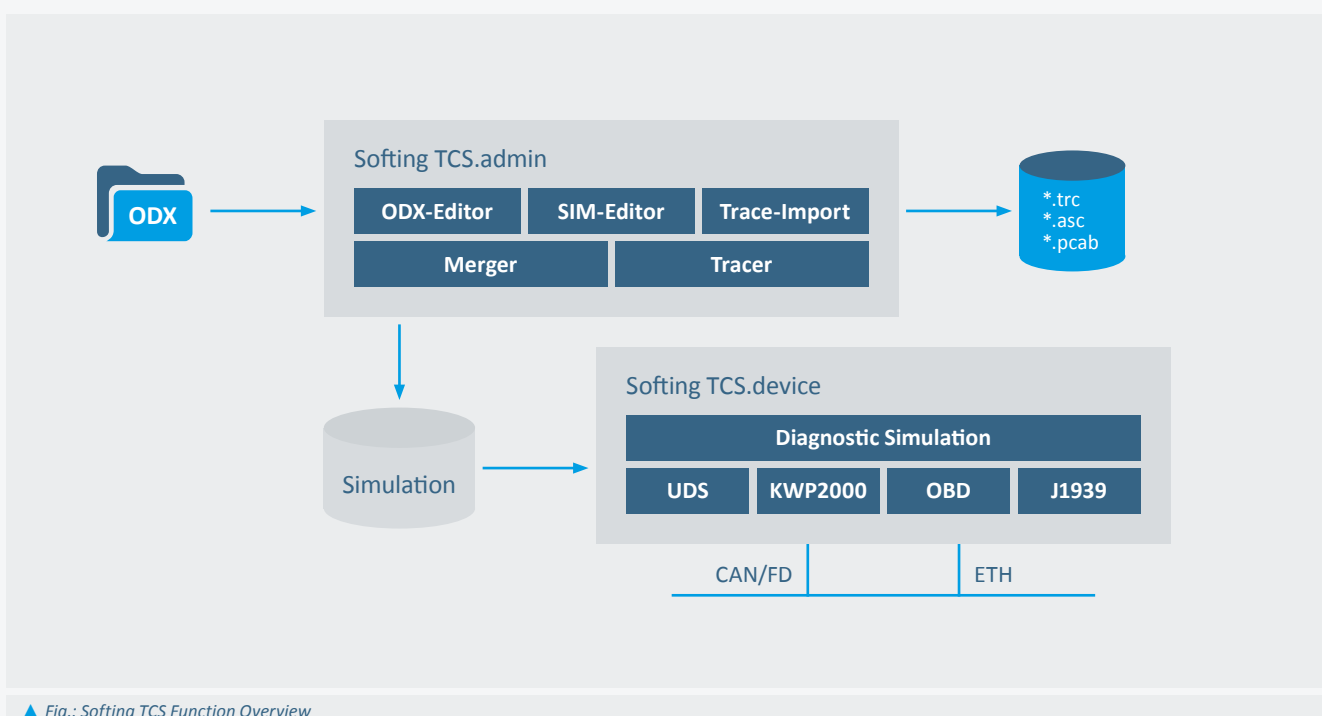 Softing TCS.admin
ODX
ODX-Editor SIM-Editor Trace-Import
Merger Tracer
*.trc
*.asc
*.pcab
Softing TCS.device
Diagnostic Simulation
Simulation
UDS KWP2000 OBD J1939
CAN/FD ETH
▲ Fig.: Softing TCS Function Overview